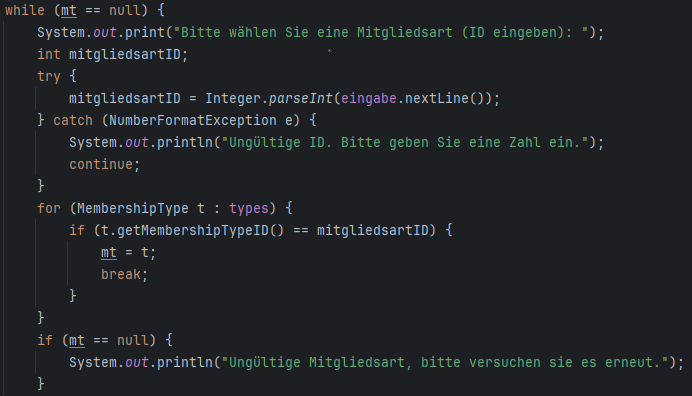 while (mt == null) {
    System.out.print("Bitte wählen Sie eine Mitgliedsart (ID eingeben): ");
    int mitgliedsartID;
    try {
        mitgliedsartID = Integer.parseInt(eingabe.nextLine());
    } catch (NumberFormatException e) {
        System.out.println("Ungültige ID. Bitte geben Sie eine Zahl ein.");
        continue;
    }
    for (MembershipType t : types) {
        if (t.getMembershipTypeID() == mitgliedsartID) {
            mt = t;
            break;
        }
    }
    if (mt == null) {
        System.out.println("Ungültige Mitgliedsart, bitte versuchen sie es erneut.");
    }